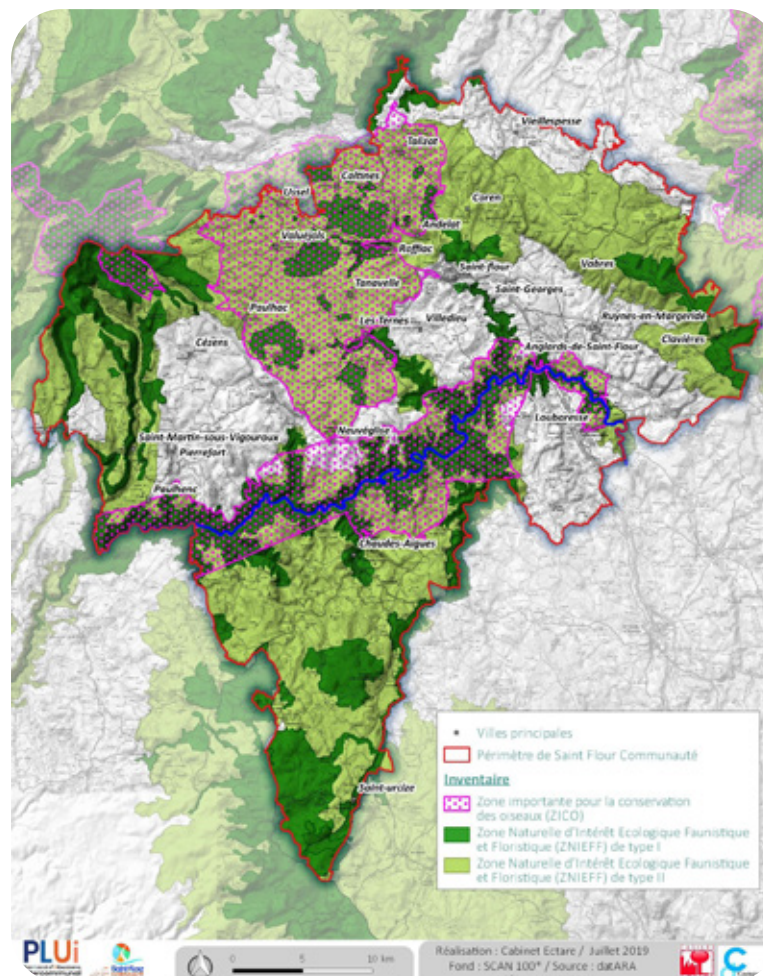 Vieillespesse
Talizat
Coltines
Ussel
Coren
Andelat
Valuéjols
Roffiac
Saint-flour
Vabres
Tanavelle
Saint-Georges
Paulhac
Ruynes-en-Margeride
Les-Ternes
Villedieu
Clavières
Cézens
Anglards-de-Saint-Flour
Neuvéglise
Loubaresse
Saint-Martin-sous-Vigouroux
Pierrefort
Paulhenc
Chaudes-Aigues
Saint-urcize
Villes principales
Périmètre de Saint Flour Communauté
Inventaire
Zone importante pour la conservation
des oiseaux (ZICO)
Zone Naturelle d'Intérêt Ecologique Faunistique
et Floristique (ZNIEFF) de type I
Zone Naturelle d'Intérêt Ecologique Faunistique
et Floristique (ZNIEFF) de type II
PLUi
0 5 10 km
Réalisation : Cabinet Ectare / Juillet 2019
Fond : SCAN 100® / Source : datARA